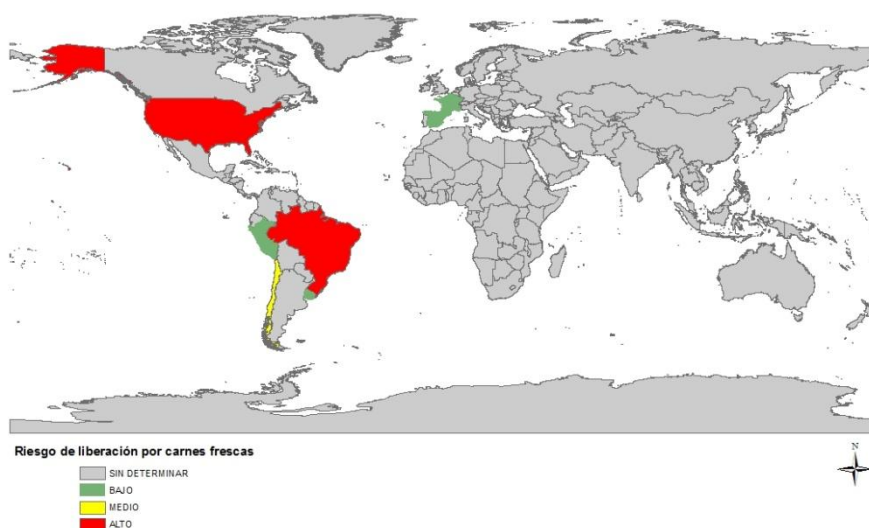 Riesgo de liberación por carnes frescas
SIN DETERMINAR
BAJO
MEDIO
ALTO